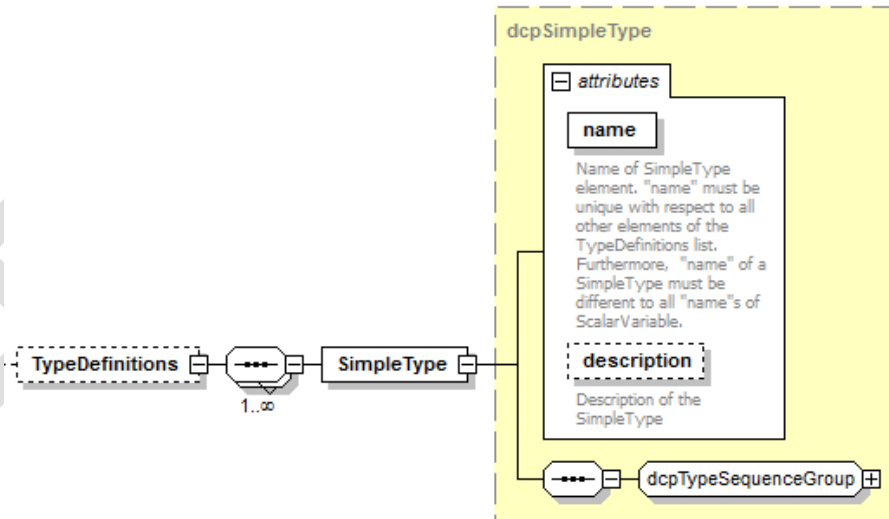 dcpSimpleType
attributes
name
Name of SimpleType
element. "name" must be
unique with respect to all
other elements of the
TypeDefinitions list.
Furthermore, "name" of a
SimpleType must be
different to all "name"s of
ScalarVariable.
TypeDefinitions
SimpleType
1..∞
description
Description of the
SimpleType
dcpTypeSequenceGroup